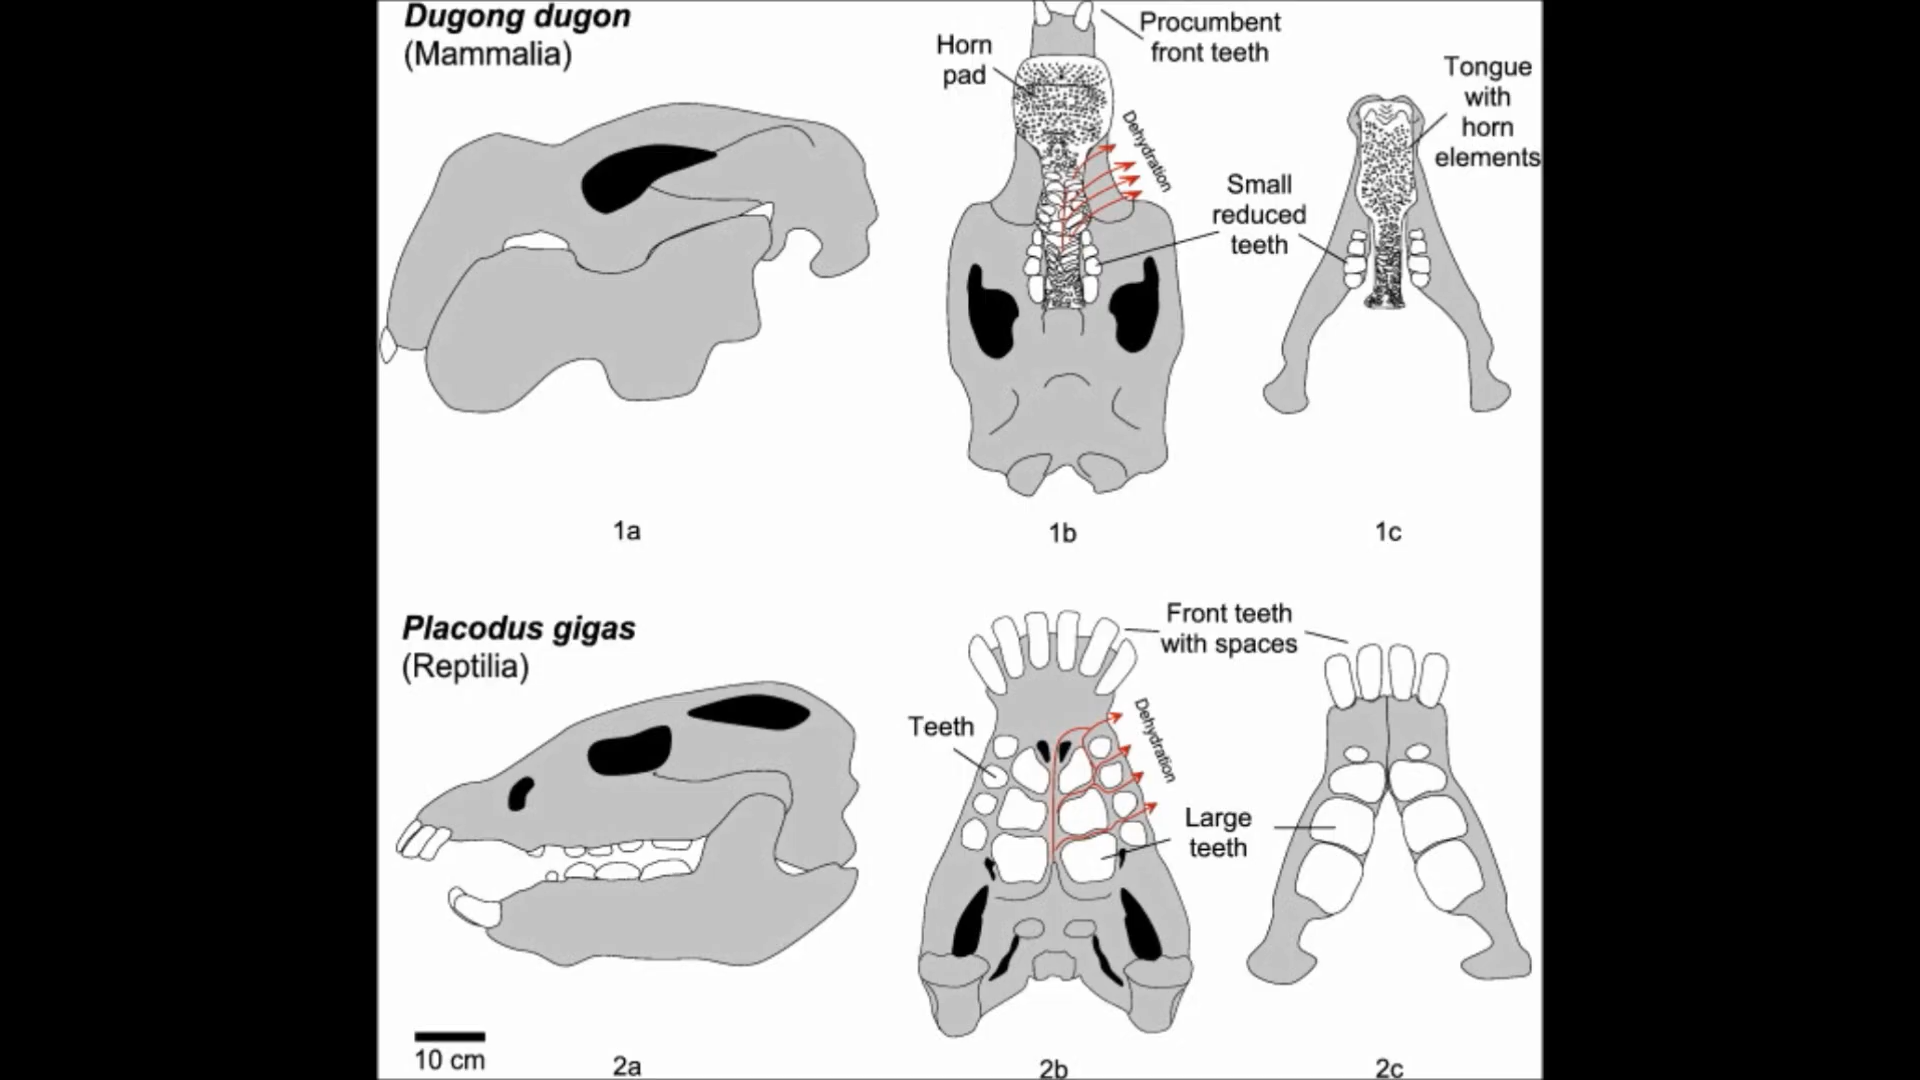 Dugong dugon
(Mammalia)
Horn
pad
Procumbent
front teeth
Dehydration
Tongue
with
horn
elements
Small
reduced
teeth
1a
1b
1c
Placodus gigas
(Reptilia)
Front teeth
with spaces
Teeth
Dehydration
Large
teeth
10 cm
2a
2b
2c